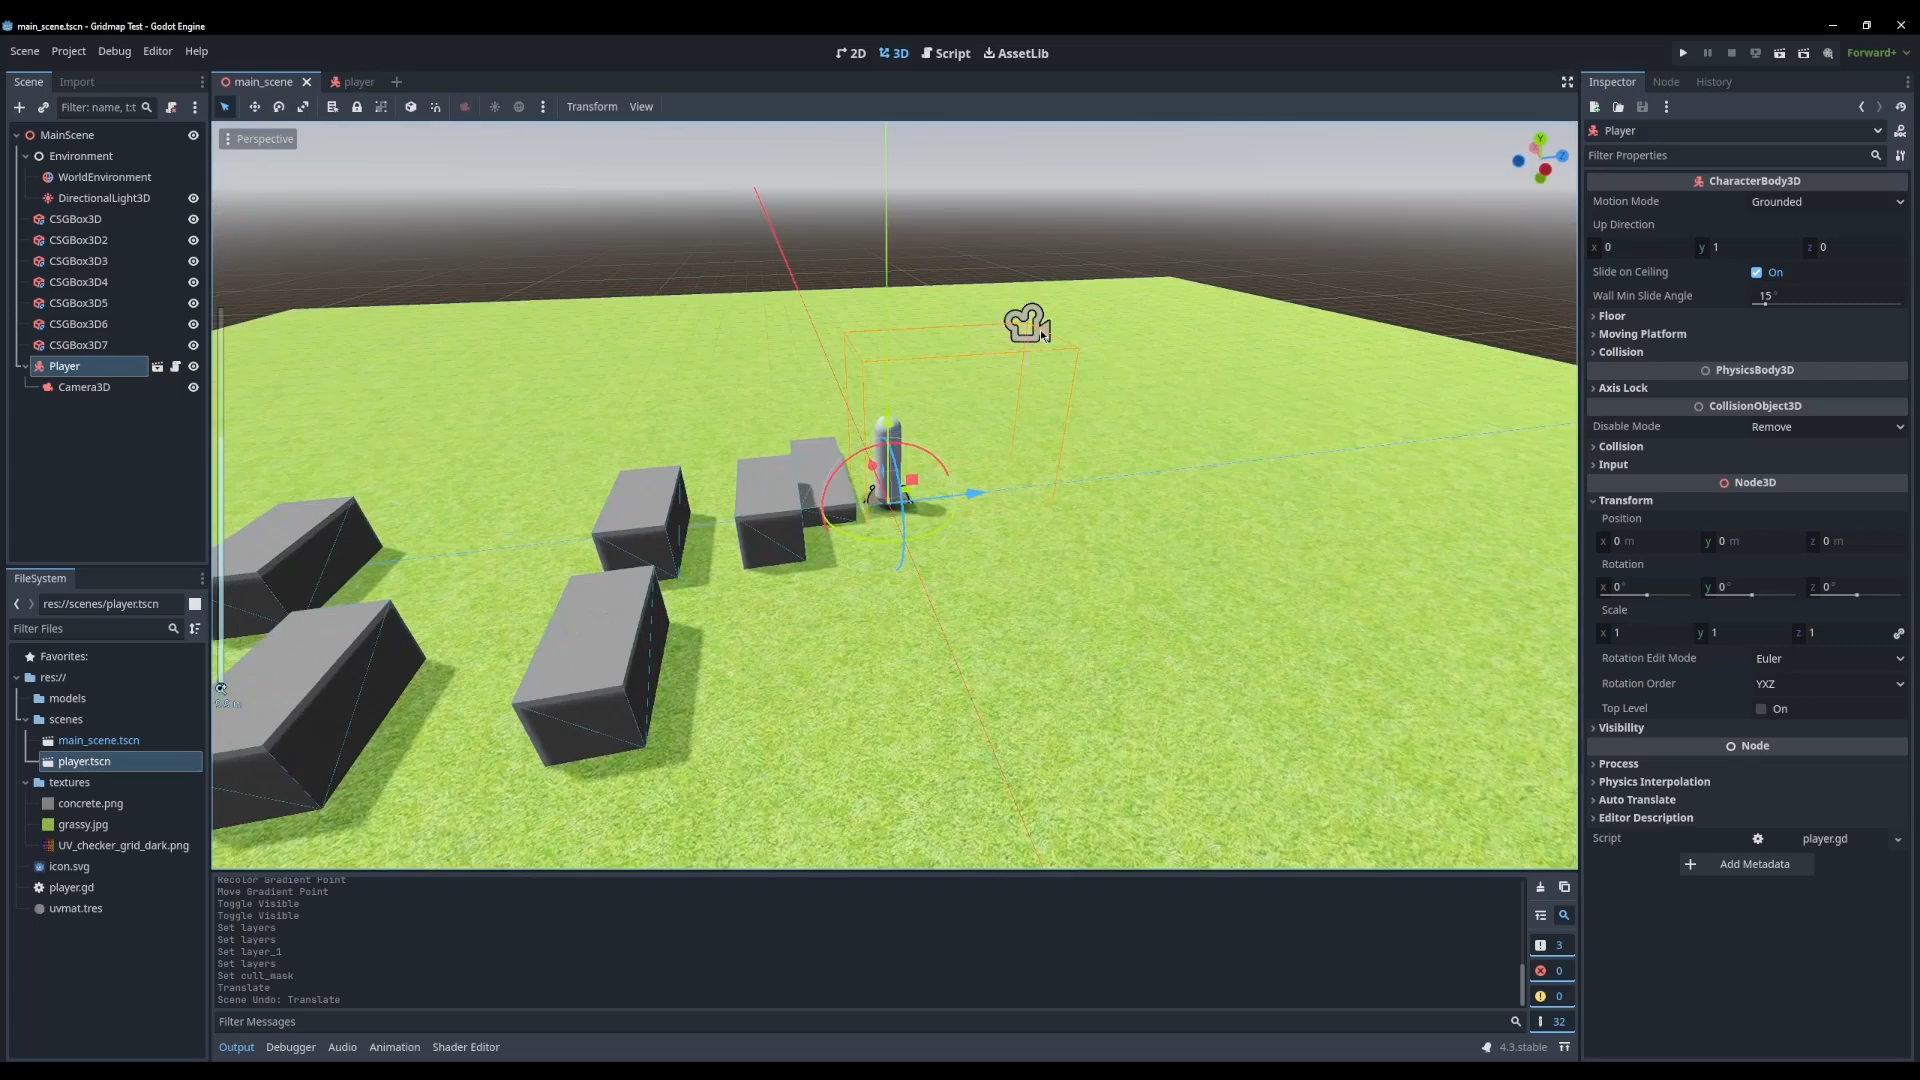 main_scene.tscn - Gridmap Test - Godot Engine
Scene Project Debug Editor Help
2D 3D Script AssetLib
Forward+
Scene Import
main_scene player
Inspector Node History
Filter: name, t:t
Transform View
Perspective
MainScene
Environment
WorldEnvironment
DirectionalLight3D
CSGBox3D
CSGBox3D2
CSGBox3D3
CSGBox3D4
CSGBox3D5
CSGBox3D6
CSGBox3D7
Player
Camera3D
FileSystem
res://scenes/player.tscn
Filter Files
Favorites:
res://
models
scenes
main_scene.tscn
player.tscn
textures
concrete.png
grassy.jpg
UV_checker_grid_dark.png
icon.svg
player.gd
uvmat.tres
Y
Z
Recolor Gradient Point
Move Gradient Point
Toggle Visible
Toggle Visible
Set layers
Set layers
Set layer_1
Set layers
Set cull_mask
Translate
Scene Undo: Translate
Filter Messages
3
0
0
32
Output Debugger Audio Animation Shader Editor
4.3.stable
Player
Filter Properties
CharacterBody3D
Motion Mode Grounded
Up Direction
x 0 y 1 z 0
Slide on Ceiling On
Wall Min Slide Angle 15°
Floor
Moving Platform
Collision
PhysicsBody3D
Axis Lock
CollisionObject3D
Disable Mode Remove
Collision
Input
Node3D
Transform
Position
x 0 m y 0 m z 0 m
Rotation
x 0° y 0° z 0°
Scale
x 1 y 1 z 1
Rotation Edit Mode Euler
Rotation Order YXZ
Top Level On
Visibility
Node
Process
Physics Interpolation
Auto Translate
Editor Description
Script player.gd
Add Metadata